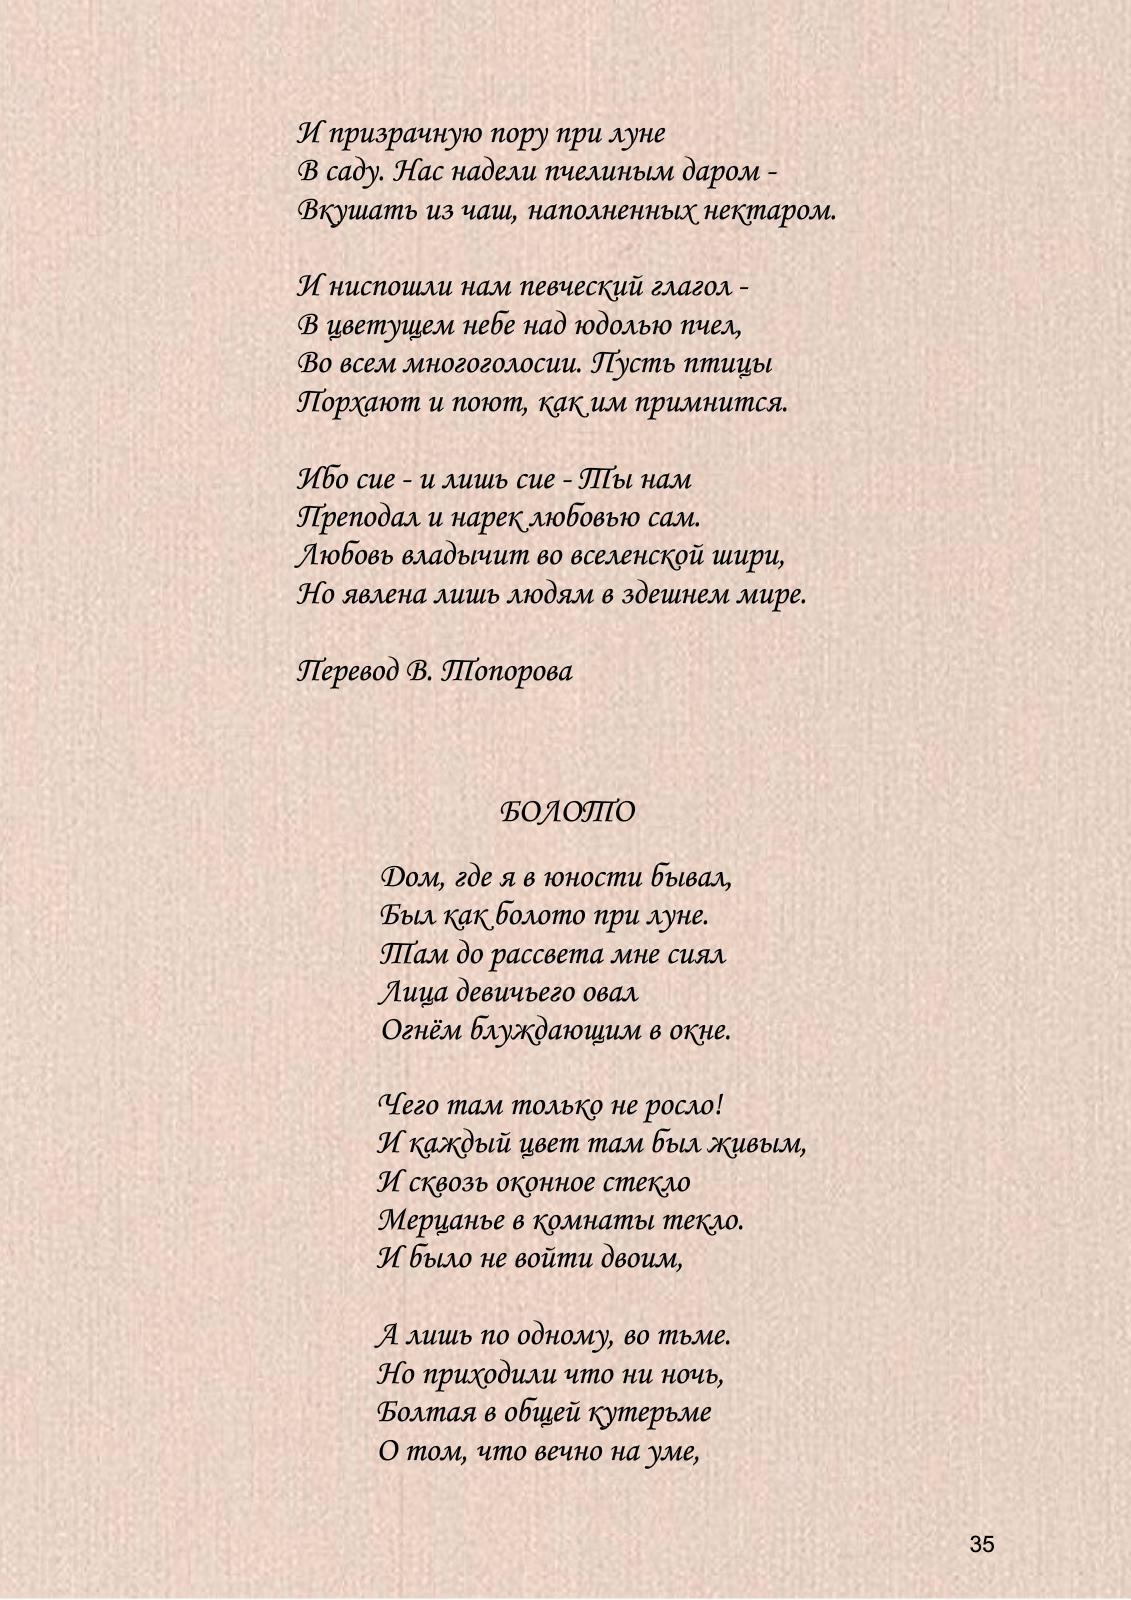 И призрачную пору при луне
В саду. Нас надели пчелиным даром -
Вкушать из чаш, наполненных нектаром.
И ниспошли нам певческий глагол -
В цветущем небе над юдолью пчел,
Во всем многоголосии. Пусть птицы
Порхают и поют, как им примнится.
Ибо сие - и лишь сие - Ты нам
Преподал и нарек любовью сам.
Любовь владычит во вселенской шири,
Но явлена лишь людям в здешнем мире.
Перевод В. Топорова
БОЛОТО
Дом, где я в юности бывал,
Был как болото при луне.
Там до рассвета мне сиял
Лица девичьего овал
Огнём блуждающим в окне.
Чего там только не росло!
И каждый цвет там был живым,
И сквозь оконное стекло
Мерцанье в комнаты текло.
И было не войти двоим,
А лишь по одному, во тьме.
Но приходили что ни ночь,
Болтая в общей кутерьме
О том, что вечно на уме,
35